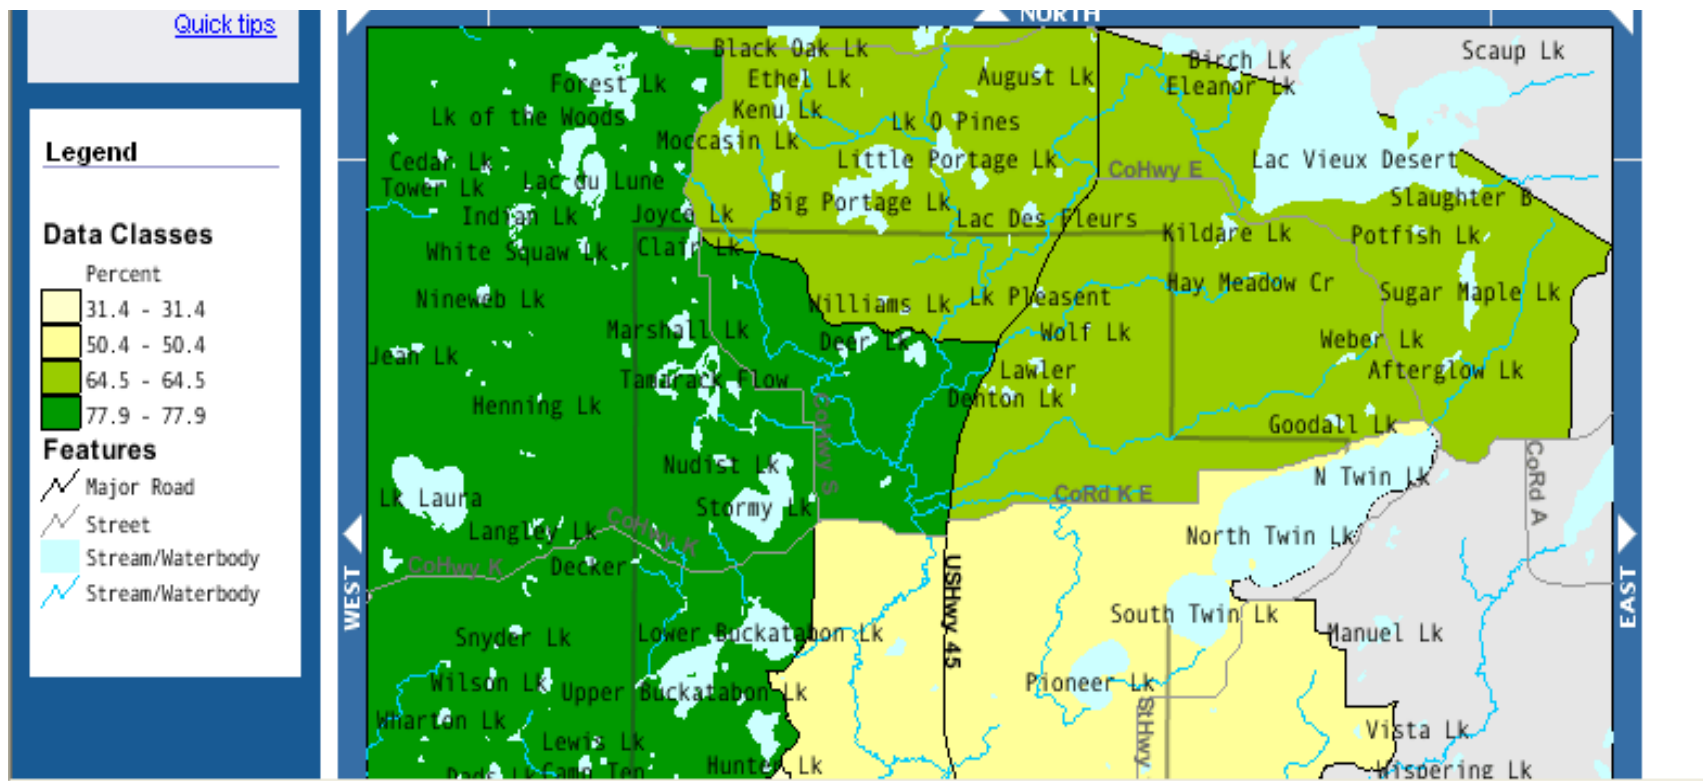 Quick tips
Legend
Data Classes
Percent
31.4 - 31.4
50.4 - 50.4
64.5 - 64.5
77.9 - 77.9
Features
Major Road
Street
Stream/Waterbody
Stream/Waterbody
NORTH
WEST
EAST
Black Oak Lk
Birch Lk
Scaup Lk
Forest Lk
Ethel Lk
August Lk
Eleanor Lk
Lk of the Woods
Kenu Lk
Lk O Pines
Moccasin Lk
Cedar Lk
Little Portage Lk
CoHwy E
Lac Vieux Desert
Tower Lk
Lac du Lune
Indian Lk
Joyce Lk
Big Portage Lk
Lac Des Fleurs
Slaughter B
White Squaw Lk
Clair Lk
Kildare Lk
Potfish Lk
Nineweb Lk
Williams Lk
Lk Pleasent
Hay Meadow Cr
Sugar Maple Lk
Marshall Lk
Deer Lk
Wolf Lk
Weber Lk
Jean Lk
Tamarack Flow
Lawler
Afterglow Lk
Henning Lk
CoHwy S
Denton Lk
Goodall Lk
Nudist Lk
N Twin Lk
CoRd A
Lk Laura
Stormy Lk
CoRd K E
Langley Lk
CoHwy K
North Twin Lk
CoHwy K
Decker
USHwy 45
Snyder Lk
Lower Buckatabon Lk
South Twin Lk
Manuel Lk
Wilson Lk
Upper Buckatabon Lk
Pioneer Lk
StHwy
Wharton Lk
Lewis Lk
Vista Lk
Dads Lk
Camp Ten
Hunter Lk
Wispering Lk